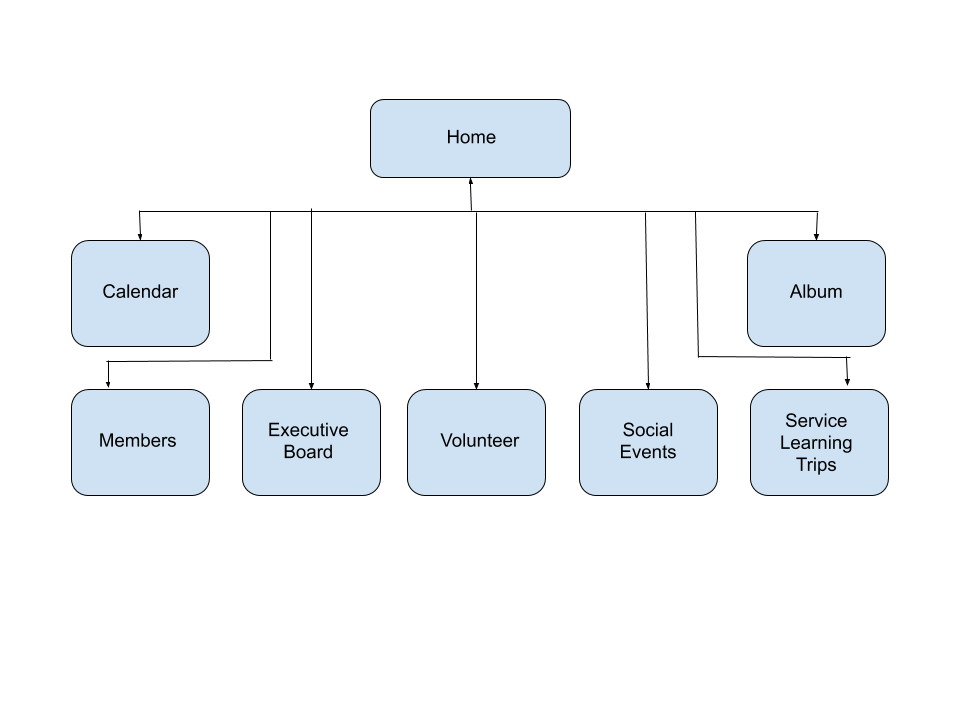 Home
Calendar
Album
Members
Executive
Board
Volunteer
Social
Events
Service
Learning
Trips